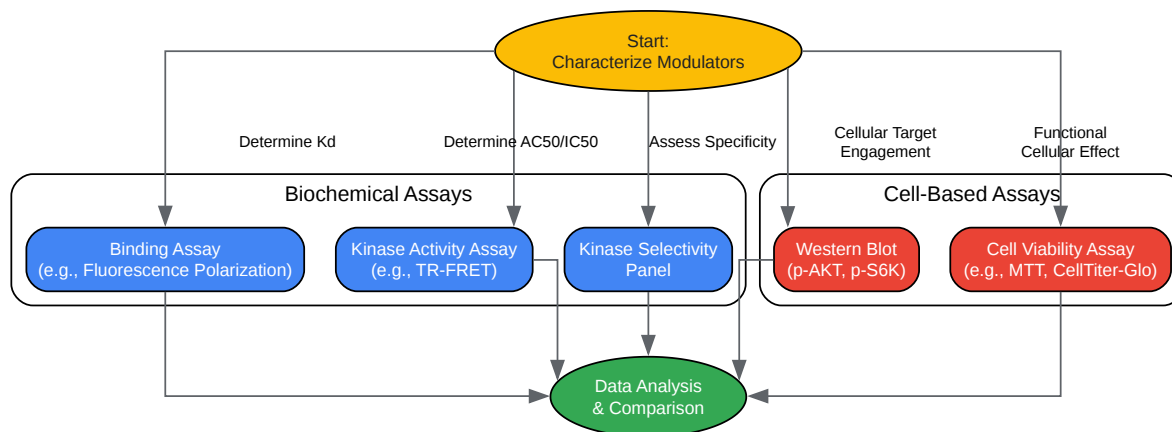 Start:
Characterize Modulators
Determine Kd
Determine AC50/IC50
Assess Specificity
Cellular Target
Engagement
Functional
Cellular Effect
Biochemical Assays
Cell-Based Assays
Binding Assay
(e.g., Fluorescence Polarization)
Kinase Activity Assay
(e.g., TR-FRET)
Kinase Selectivity
Panel
Western Blot
(p-AKT, p-S6K)
Cell Viability Assay
(e.g., MTT, CellTiter-Glo)
Data Analysis
& Comparison